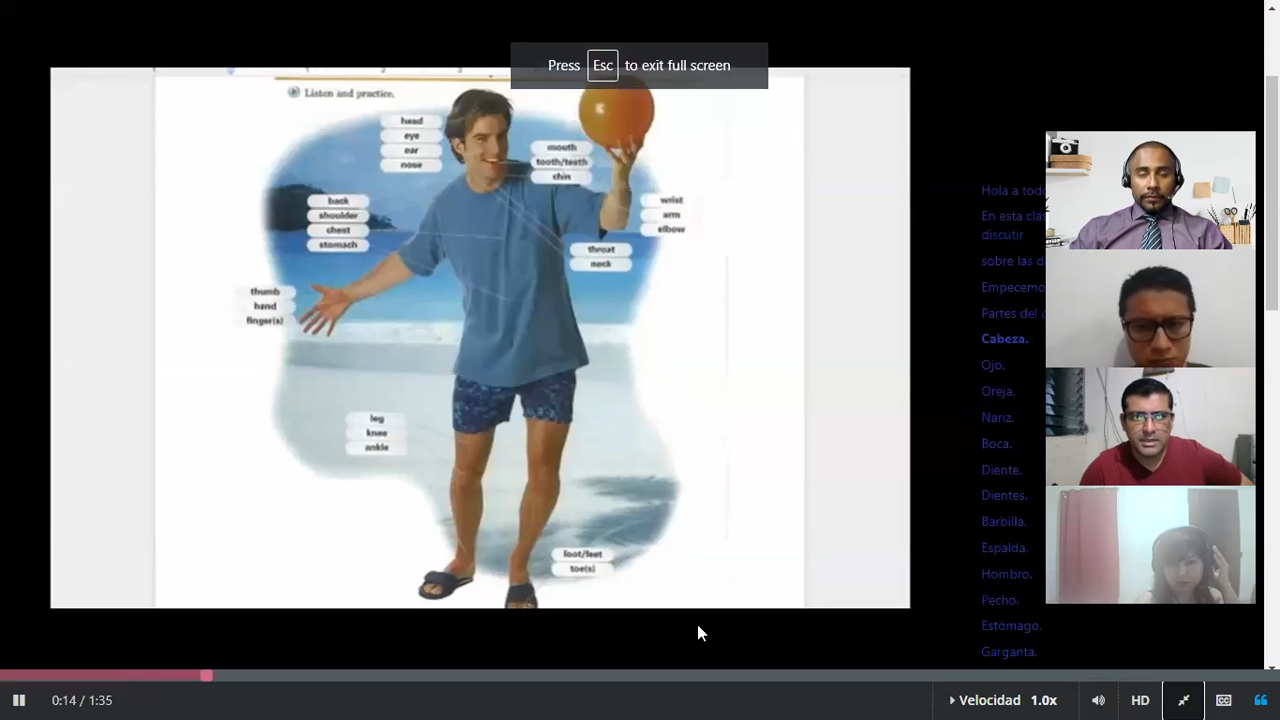 Press Esc to exit full screen
Listen and practice.
head
eye
ear
nose
mouth
tooth/teeth
chin
back
shoulder
chest
stomach
wrist
arm
elbow
throat
neck
thumb
hand
finger(s)
leg
knee
ankle
foot/feet
toe(s)
Hola a
En esta
discutir
sobre las
Empecemos
Partes del
Cabeza.
Ojo.
Oreja.
Nariz.
Boca.
Diente.
Dientes.
Barbilla.
Espalda.
Hombro.
Pecho.
Estómago.
Garganta.
0:14 / 1:35
Velocidad 1.0x
HD
CC